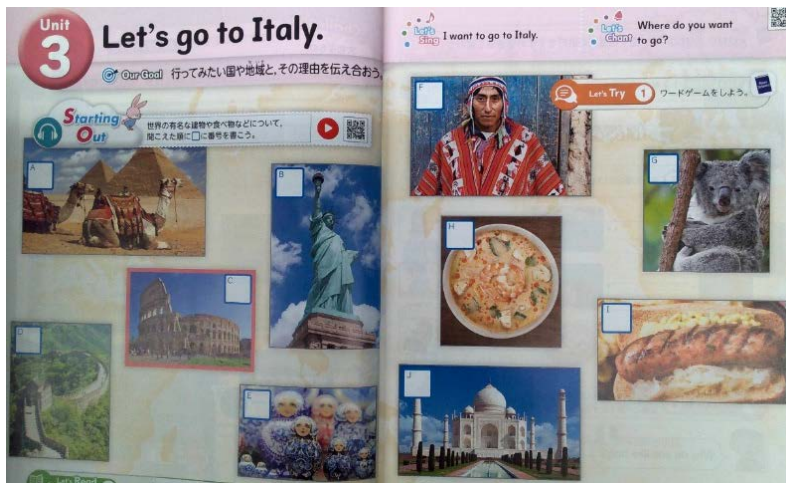 Unit
3
Let's go to Italy.
Our Goal 行ってみたい国や地域と，その理由を伝え合おう。
Starting
Out
世界の有名な建物や食べ物などについて，
聞こえた順に□に番号を書こう。
A
B
C
D
E
Let's Read
Let's
Sing
I want to go to Italy.
Let's
Chant
Where do you want
to go?
Let's Try 1 ワードゲームをしよう。
F
G
H
I
J